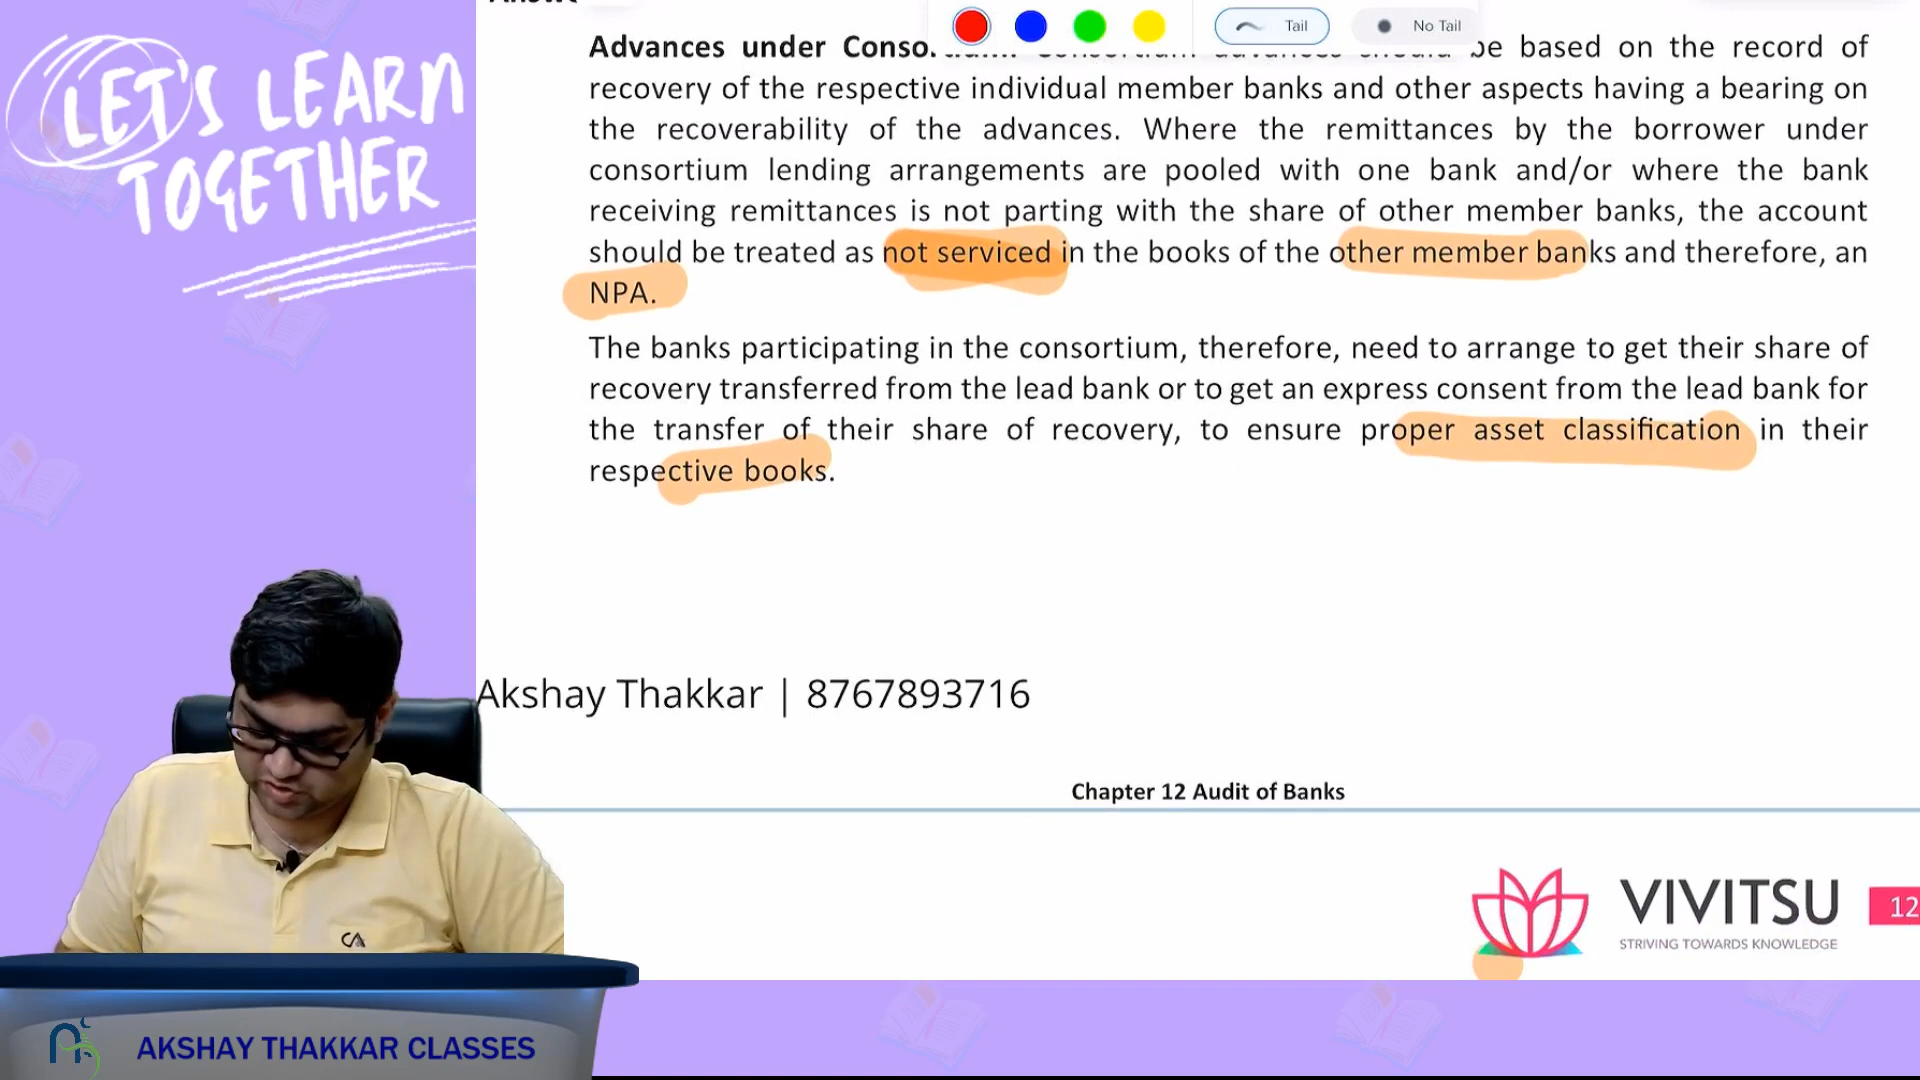 LET'S LEARN
TOGETHER
Tail
No Tail
Advances under Conso
be based on the record of
recovery of the respective individual member banks and other aspects having a bearing on
the recoverability of the advances. Where the remittances by the borrower under
consortium lending arrangements are pooled with one bank and/or where the bank
receiving remittances is not parting with the share of other member banks, the account
should be treated as not serviced in the books of the other member banks and therefore, an
NPA.
The banks participating in the consortium, therefore, need to arrange to get their share of
recovery transferred from the lead bank or to get an express consent from the lead bank for
the transfer of their share of recovery, to ensure proper asset classification in their
respective books.
Akshay Thakkar | 8767893716
Chapter 12 Audit of Banks
VIVITSU
STRIVING TOWARDS KNOWLEDGE
12
CA
AKSHAY THAKKAR CLASSES